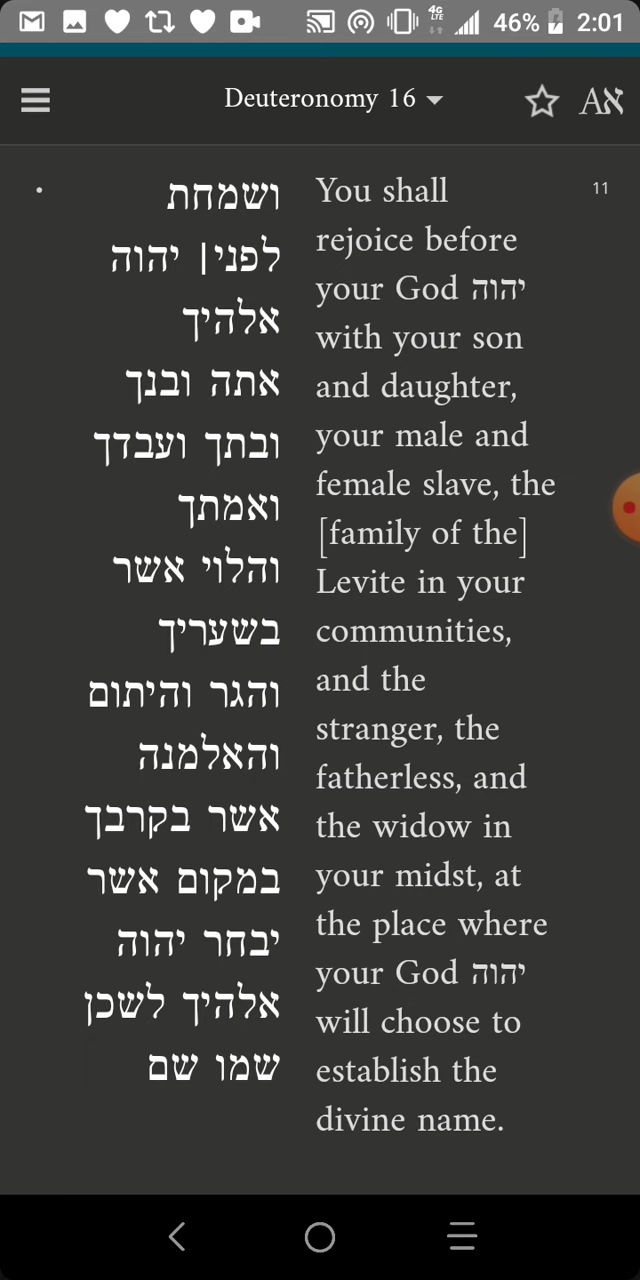 46% 2:01
4G
LTE
Deuteronomy 16
Aא
ושמחת
לפני| יהוה
אלהיך
אתה ובנך
ובתך ועבדך
ואמתך
והלוי אשר
בשעריך
והגר והיתום
והאלמנה
אשר בקרבך
במקום אשר
יבחר יהוה
אלהיך לשכן
שמו שם
11
You shall
rejoice before
your God יהוה
with your son
and daughter,
your male and
female slave, the
[family of the]
Levite in your
communities,
and the
stranger, the
fatherless, and
the widow in
your midst, at
the place where
your God יהוה
will choose to
establish the
divine name.